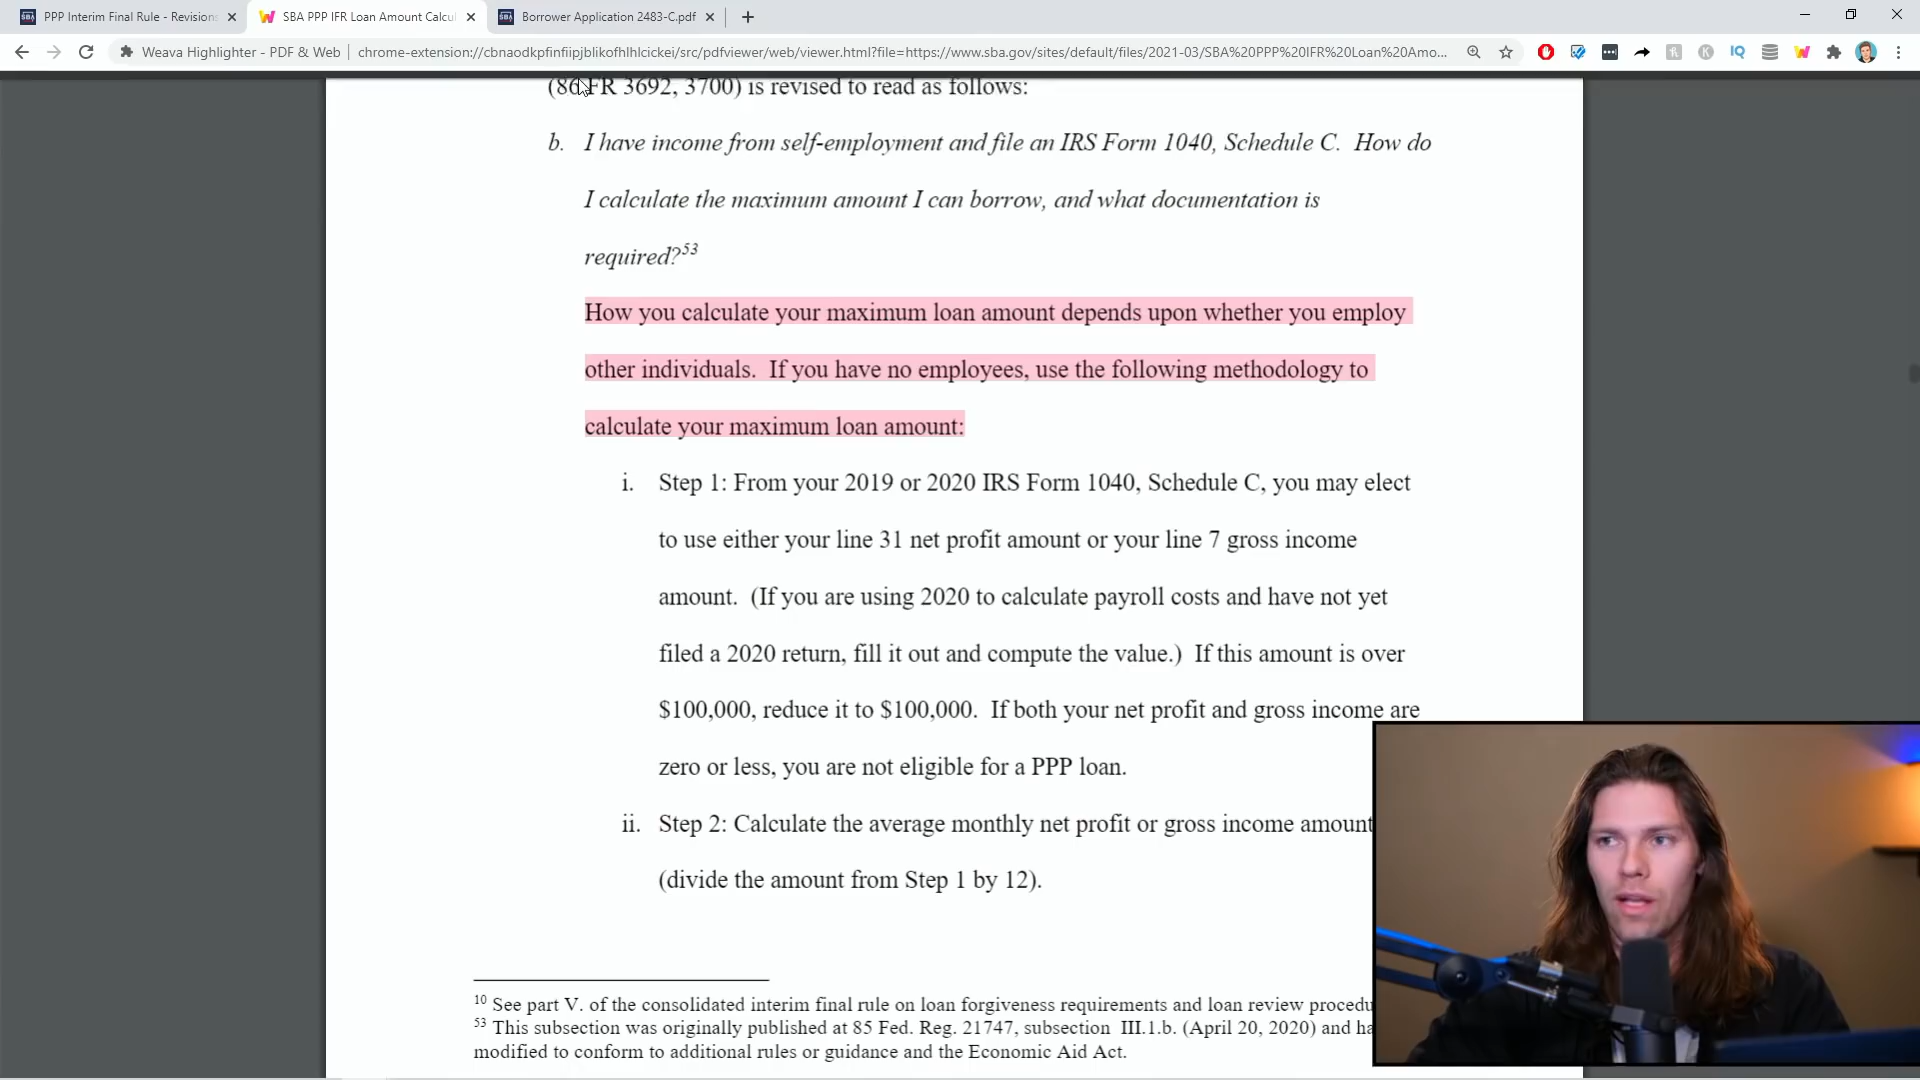 PPP Interim Final Rule - Revisions
SBA PPP IFR Loan Amount Calcul
Borrower Application 2483-C.pdf
Weava Highlighter - PDF & Web
chrome-extension://cbnaodkpfinfiipjblikofhlhlcickei/src/pdfviewer/web/viewer.html?file=https://www.sba.gov/sites/default/files/2021-03/SBA%20PPP%20IFR%20Loan%20Amo...
(86 FR 3692, 3700) is revised to read as follows:
b. I have income from self-employment and file an IRS Form 1040, Schedule C. How do
I calculate the maximum amount I can borrow, and what documentation is
required?53
How you calculate your maximum loan amount depends upon whether you employ
other individuals. If you have no employees, use the following methodology to
calculate your maximum loan amount:
i. Step 1: From your 2019 or 2020 IRS Form 1040, Schedule C, you may elect
to use either your line 31 net profit amount or your line 7 gross income
amount. (If you are using 2020 to calculate payroll costs and have not yet
filed a 2020 return, fill it out and compute the value.) If this amount is over
$100,000, reduce it to $100,000. If both your net profit and gross income are
zero or less, you are not eligible for a PPP loan.
ii. Step 2: Calculate the average monthly net profit or gross income amount
(divide the amount from Step 1 by 12).
10 See part V. of the consolidated interim final rule on loan forgiveness requirements and loan review procedu
53 This subsection was originally published at 85 Fed. Reg. 21747, subsection III.1.b. (April 20, 2020) and ha
modified to conform to additional rules or guidance and the Economic Aid Act.